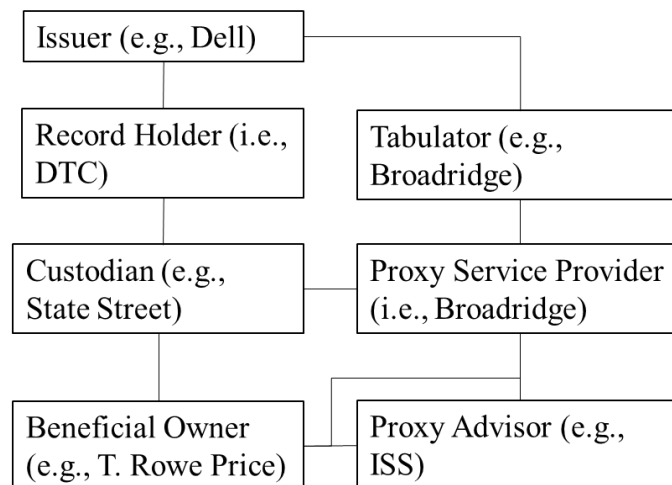 Issuer (e.g., Dell)
Record Holder (i.e.,
DTC)
Tabulator (e.g.,
Broadridge)
Custodian (e.g.,
State Street)
Proxy Service Provider
(i.e., Broadridge)
Beneficial Owner
(e.g., T. Rowe Price)
Proxy Advisor (e.g.,
ISS)